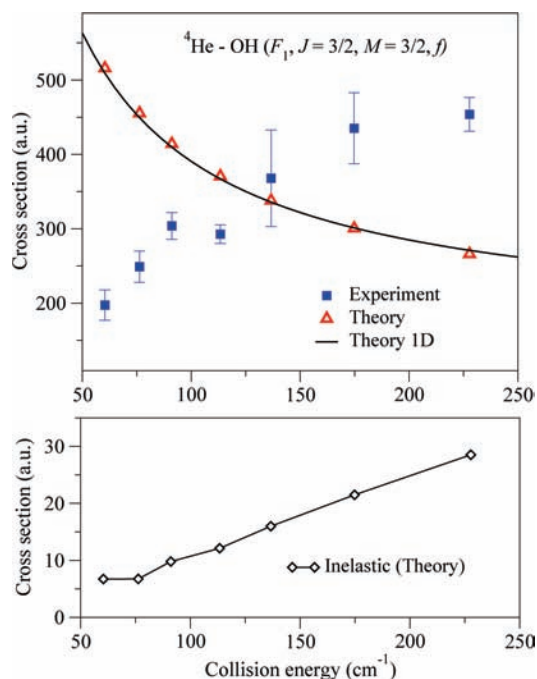 ⁴He - OH (F₁, J = 3/2, M = 3/2, f)
500
400
300
200
Cross section (a.u.)
Experiment
Theory
Theory 1D
50 100 150 200 250
30
20
10
0
Cross section (a.u.)
Inelastic (Theory)
50 100 150 200 250
Collision energy (cm⁻¹)